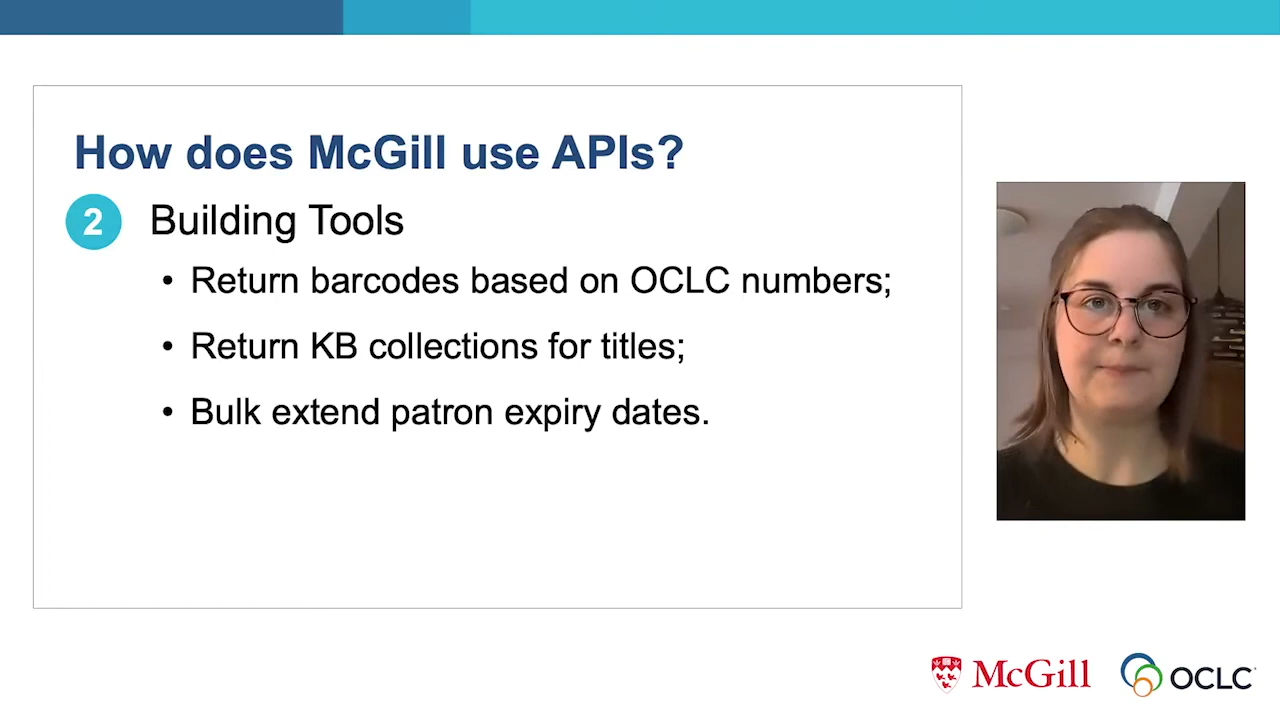 How does McGill use APIs?
2 Building Tools
• Return barcodes based on OCLC numbers;
• Return KB collections for titles;
• Bulk extend patron expiry dates.
McGill OCLC